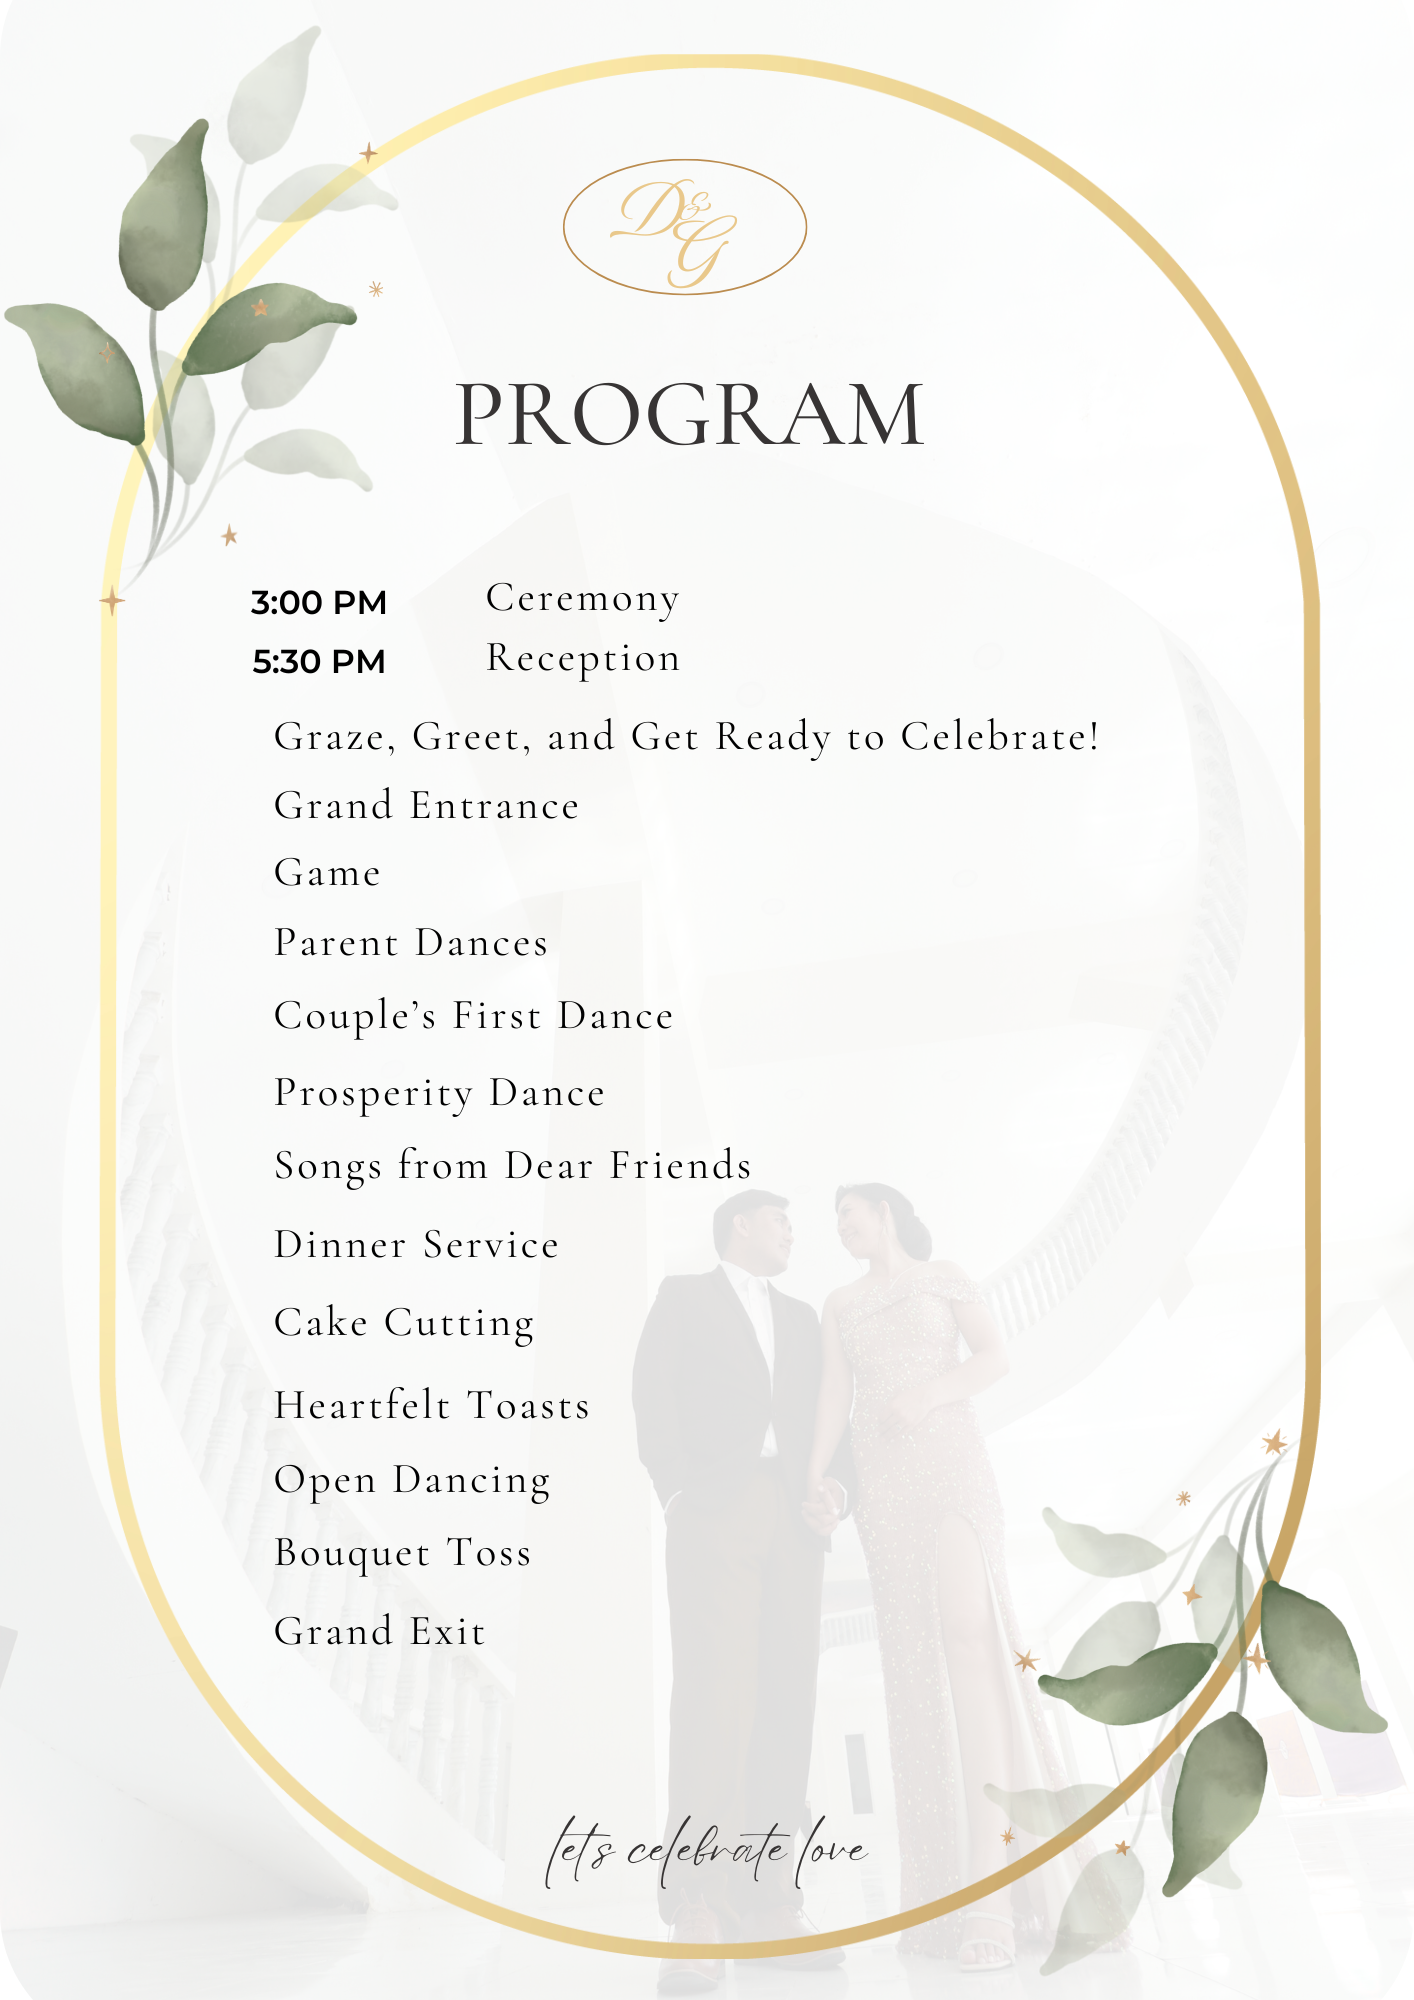 D&G
PROGRAM
3:00 PM Ceremony
5:30 PM Reception
Graze, Greet, and Get Ready to Celebrate!
Grand Entrance
Game
Parent Dances
Couple’s First Dance
Prosperity Dance
Songs from Dear Friends
Dinner Service
Cake Cutting
Heartfelt Toasts
Open Dancing
Bouquet Toss
Grand Exit
let's celebrate love